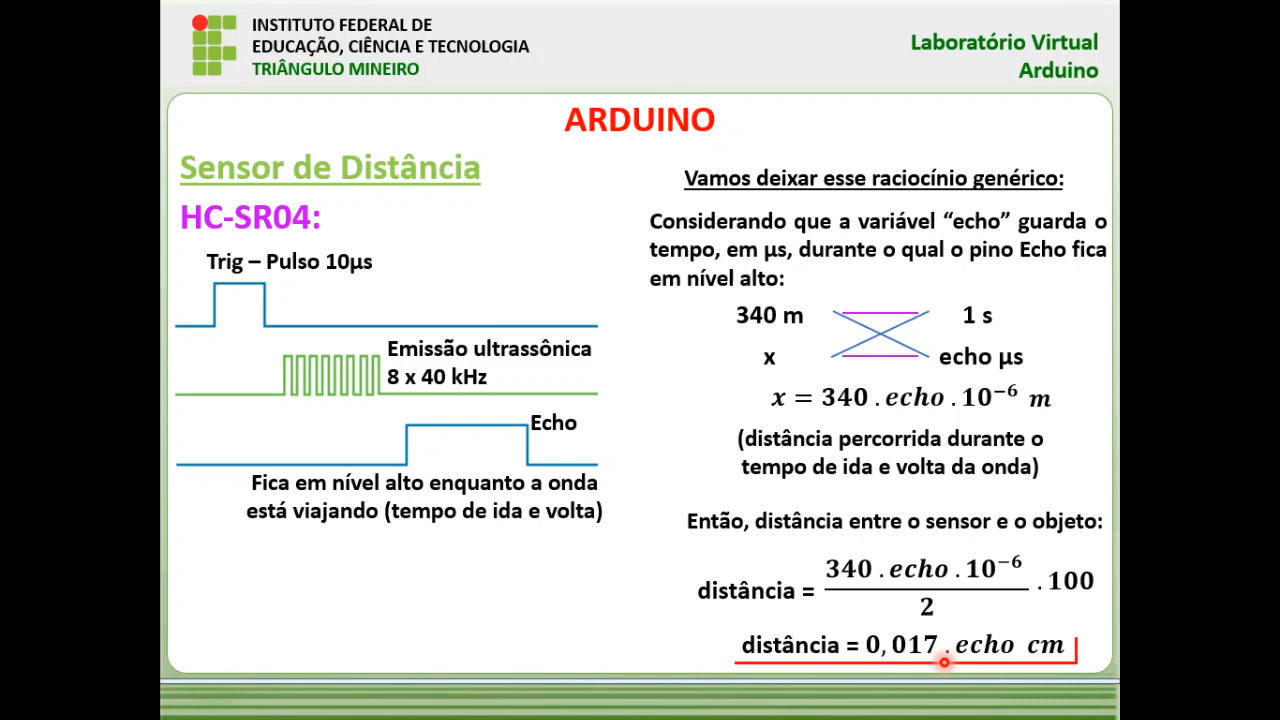 INSTITUTO FEDERAL DE
EDUCAÇÃO, CIÊNCIA E TECNOLOGIA
TRIÂNGULO MINEIRO
Laboratório Virtual
Arduino
ARDUINO
Sensor de Distância
HC-SR04:
Trig – Pulso 10µs
Emissão ultrassônica
8 x 40 kHz
Echo
Fica em nível alto enquanto a onda
está viajando (tempo de ida e volta)
Vamos deixar esse raciocínio genérico:
Considerando que a variável “echo” guarda o
tempo, em µs, durante o qual o pino Echo fica
em nível alto:
340 m 1 s
x echo µs
x = 340 . echo . 10⁻⁶ m
(distância percorrida durante o
tempo de ida e volta da onda)
Então, distância entre o sensor e o objeto:
340 . echo . 10⁻⁶
distância = . 100
2
distância = 0,017 . echo cm